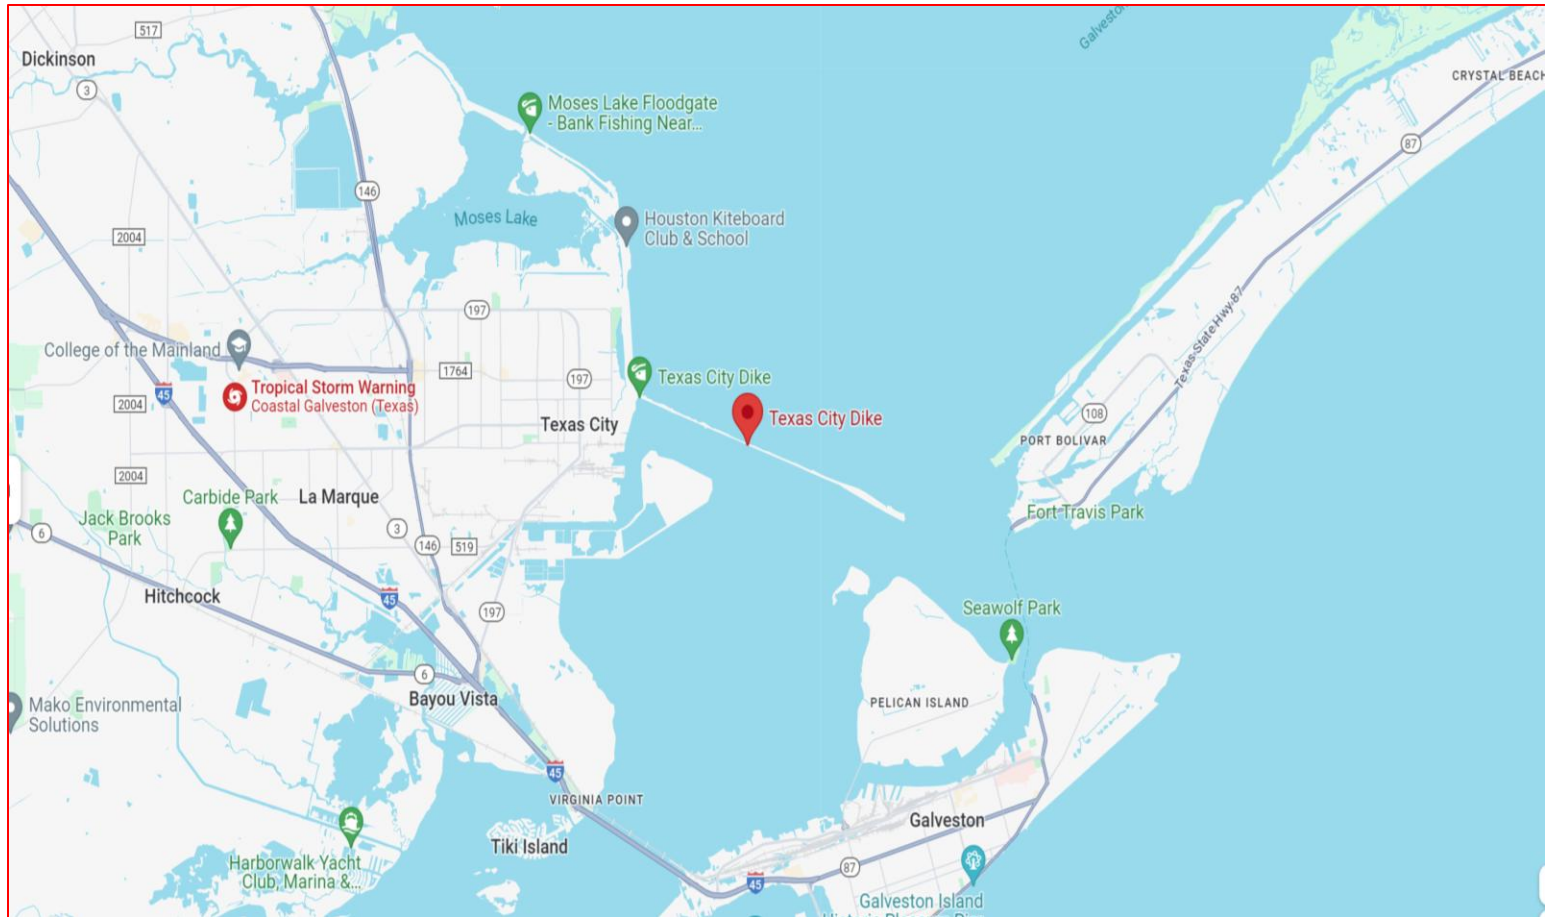 517
Dickinson
3
Galveston
CRYSTAL BEACH
87
Moses Lake Floodgate
- Bank Fishing Near...
146
Moses Lake
Houston Kiteboard
Club & School
2004
197
Texas State Hwy 87
College of the Mainland
1764
197
Texas City Dike
Tropical Storm Warning
Coastal Galveston (Texas)
45
2004
Texas City
Texas City Dike
108
PORT BOLIVAR
2004
Carbide Park
La Marque
Jack Brooks
Park
6
3
146
519
Fort Travis Park
Hitchcock
45
197
Seawolf Park
6
Bayou Vista
PELICAN ISLAND
Mako Environmental
Solutions
45
VIRGINIA POINT
Tiki Island
Galveston
Harborwalk Yacht
Club, Marina &...
87
45
Galveston Island